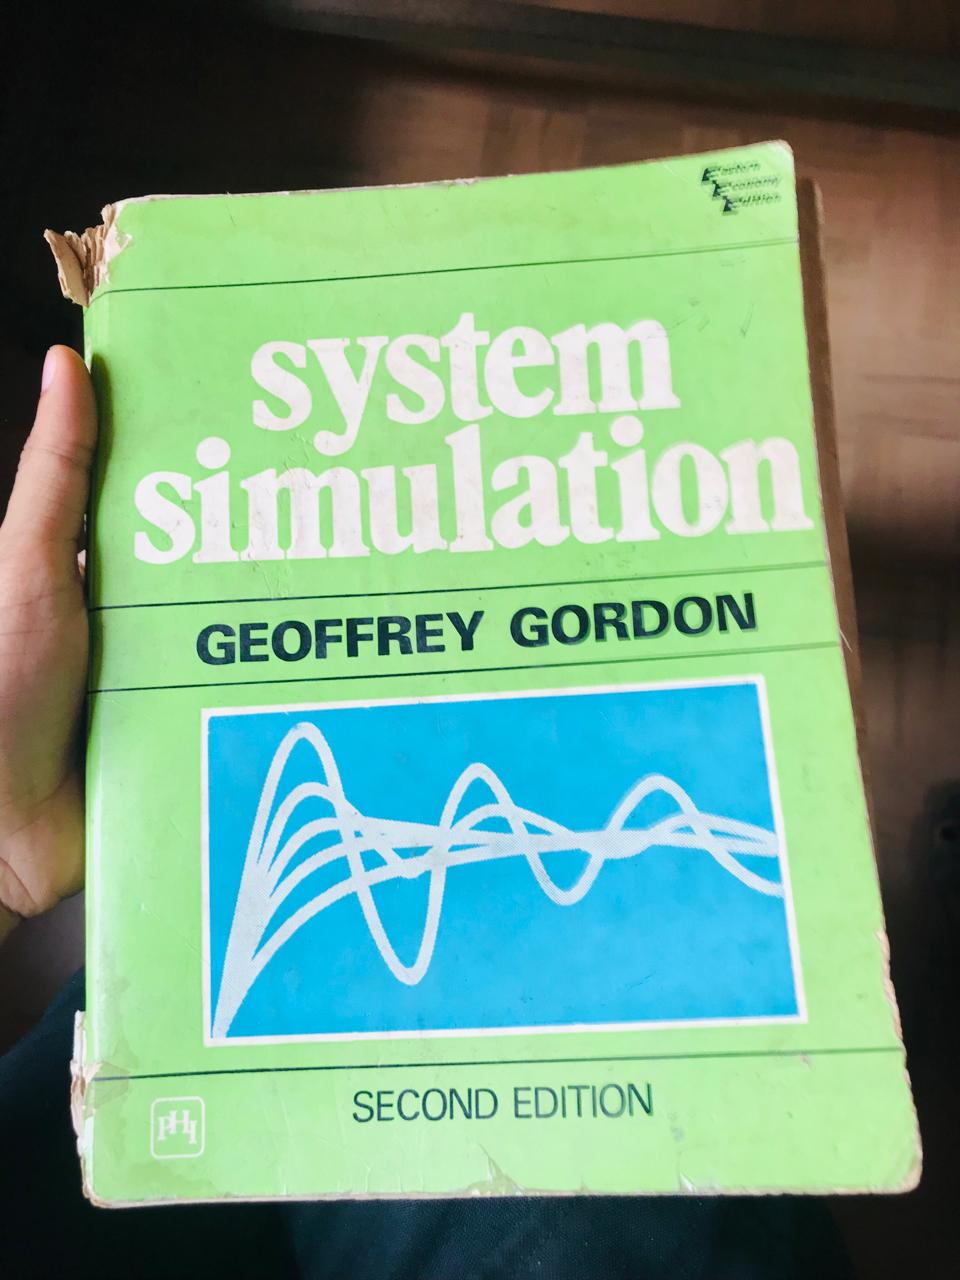 Eastern
Economy
Edition
system
simulation
GEOFFREY GORDON
SECOND EDITION
PHI